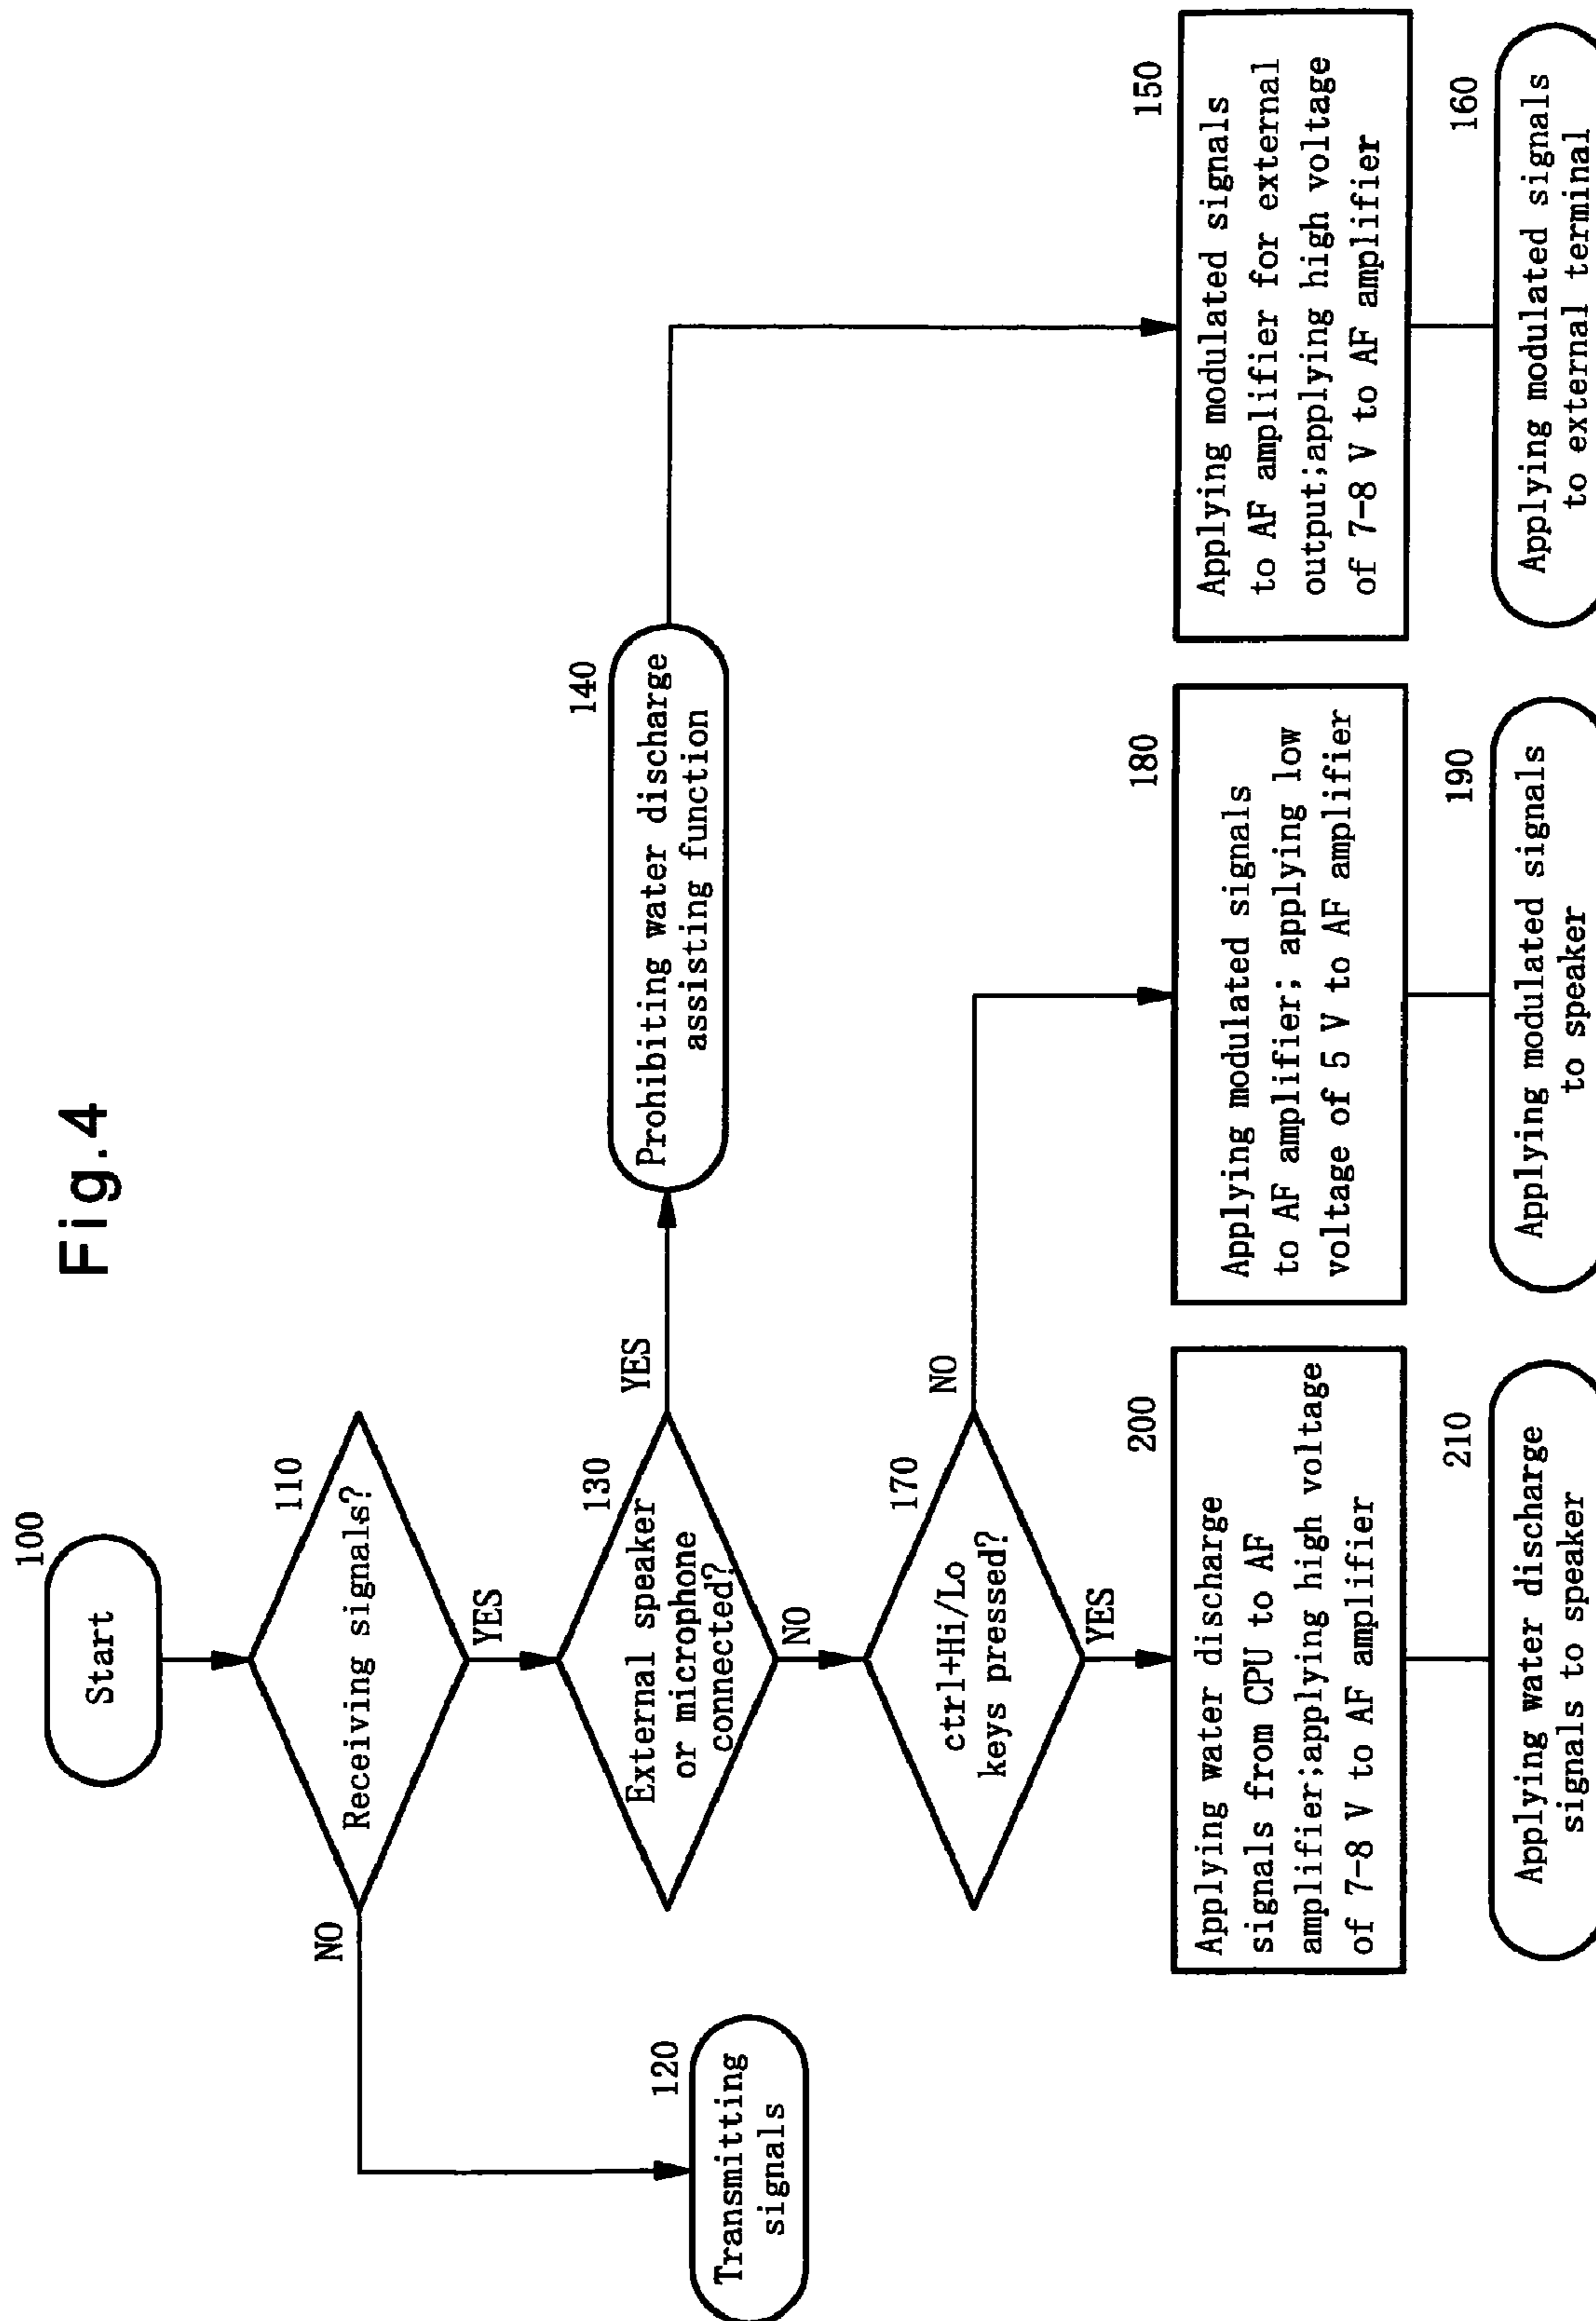 Fig.4
100
Start
110
Receiving signals?
NO
YES
120
Transmitting
signals
130
External speaker
or microphone
connected?
YES
NO
140
Prohibiting water discharge
assisting function
150
Applying modulated signals
to AF amplifier for external
output;applying high voltage
of 7-8 V to AF amplifier
160
Applying modulated signals
to external terminal
170
ctrl+Hi/Lo
keys pressed?
NO
YES
180
Applying modulated signals
to AF amplifier; applying low
voltage of 5 V to AF amplifier
190
Applying modulated signals
to speaker
200
Applying water discharge
signals from CPU to AF
amplifier;applying high voltage
of 7-8 V to AF amplifier
210
Applying water discharge
signals to speaker